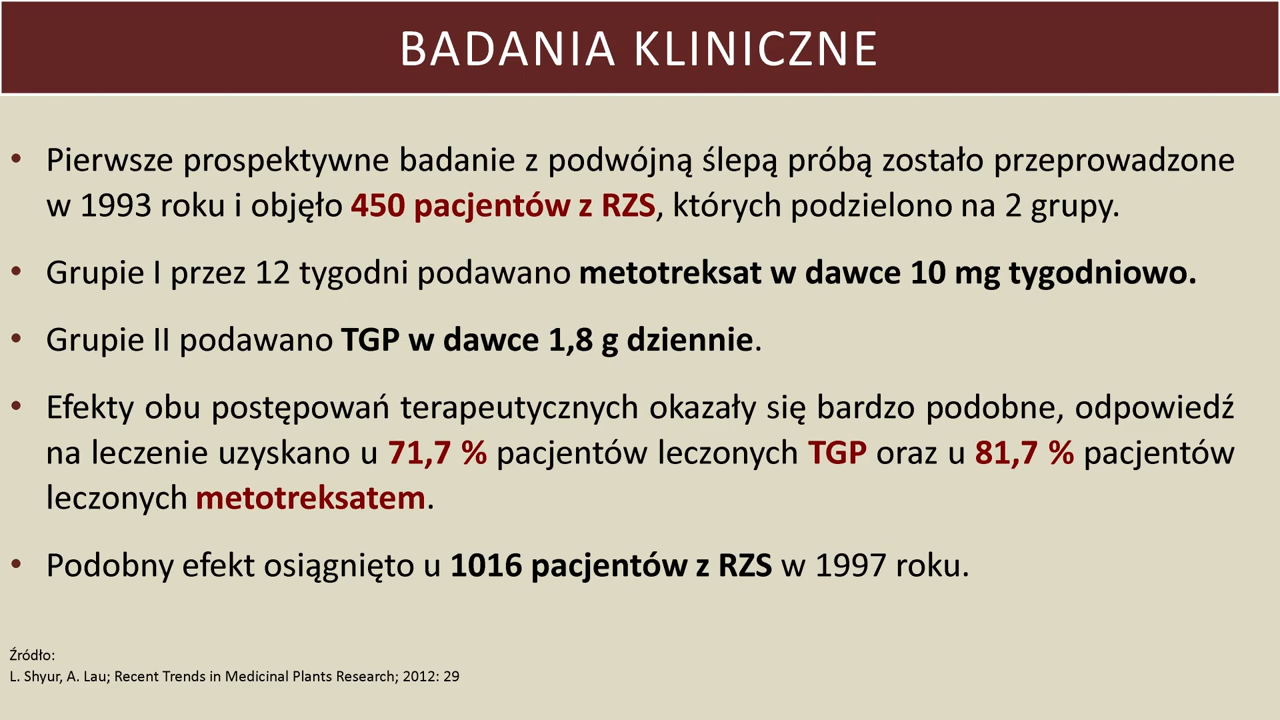 BADANIA KLINICZNE
• Pierwsze prospektywne badanie z podwójną ślepą próbą zostało przeprowadzone
w 1993 roku i objęło 450 pacjentów z RZS, których podzielono na 2 grupy.
• Grupie I przez 12 tygodni podawano metotreksat w dawce 10 mg tygodniowo.
• Grupie II podawano TGP w dawce 1,8 g dziennie.
• Efekty obu postępowań terapeutycznych okazały się bardzo podobne, odpowiedź
na leczenie uzyskano u 71,7 % pacjentów leczonych TGP oraz u 81,7 % pacjentów
leczonych metotreksatem.
• Podobny efekt osiągnięto u 1016 pacjentów z RZS w 1997 roku.
Źródło:
L. Shyur, A. Lau; Recent Trends in Medicinal Plants Research; 2012: 29